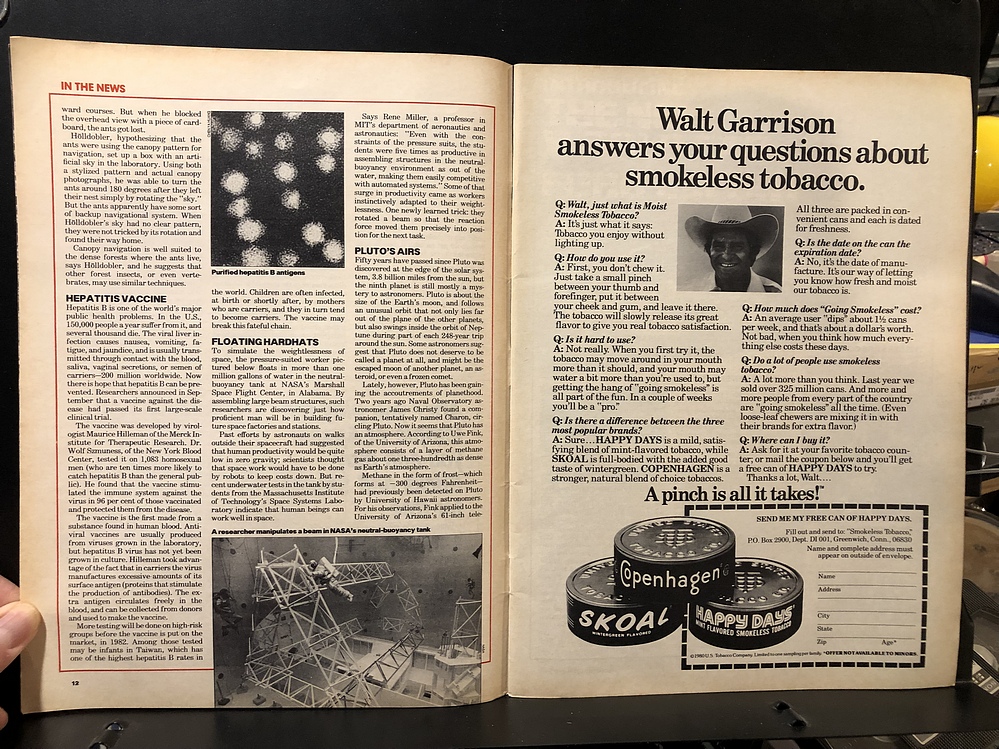 IN THE NEWS
ward courses. But when he blocked
the overhead view with a piece of card-
board, the ants got lost.
Hölldobler, hypothesizing that the
ants were using the canopy pattern for
navigation, set up a box with an arti-
ficial sky in the laboratory. Using both
a stylized pattern and actual canopy
photographs, he was able to turn the
ants around 180 degrees after they left
their nest simply by rotating the "sky."
But the ants apparently have some sort
of backup navigational system. When
Hölldobler's sky had no clear pattern,
they were not tricked by its rotation and
found their way home.
Canopy navigation is well suited to
the dense forests where the ants live,
says Hölldobler, and he suggests that
other forest insects, or even verte-
brates, may use similar techniques.
HEPATITIS VACCINE
Hepatitis B is one of the world's major
public health problems. In the U.S.,
150,000 people a year suffer from it, and
several thousand die. The viral liver in-
fection causes nausea, vomiting, fa-
tigue, and jaundice, and is usually trans-
mitted through contact with the blood,
saliva, vaginal secretions, or semen of
carriers—200 million worldwide. Now
there is hope that hepatitis B can be pre-
vented. Researchers announced in Sep-
tember that a vaccine against the dis-
ease had passed its first large-scale
clinical trial.
The vaccine was developed by virol-
ogist Maurice Hilleman of the Merck In-
stitute for Therapeutic Research. Dr.
Wolf Szmuness, of the New York Blood
Center, tested it on 1,083 homosexual
men (who are ten times more likely to
catch hepatitis B than the general pub-
lic). He found that the vaccine stimu-
lated the immune system against the
virus in 96 per cent of those vaccinated
and protected them from the disease.
The vaccine is the first made from a
substance found in human blood. Anti-
viral vaccines are usually produced
from viruses grown in the laboratory,
but hepatitis B virus has not yet been
grown in culture. Hilleman took advan-
tage of the fact that in carriers the virus
manufactures excessive amounts of its
surface antigen (proteins that stimulate
the production of antibodies). The ex-
tra antigen circulates freely in the
blood, and can be collected from donors
and used to make the vaccine.
More testing will be done on high-risk
groups before the vaccine is put on the
market, in 1982. Among those tested
may be infants in Taiwan, which has
one of the highest hepatitis B rates in
12
Purified hepatitis B antigens
the world. Children are often infected,
at birth or shortly after, by mothers
who are carriers, and they in turn tend
to become carriers. The vaccine may
break this fateful chain.
FLOATING HARDHATS
To simulate the weightlessness of
space, the pressure-suited worker pic-
tured below floats in more than one
million gallons of water in the neutral-
buoyancy tank at NASA's Marshall
Space Flight Center, in Alabama. By
assembling large beam structures, such
researchers are discovering just how
proficient man will be in building fu-
ture space factories and stations.
Past efforts by astronauts on walks
outside their spacecraft had suggested
that human productivity would be quite
low in zero gravity; scientists thought
that space work would have to be done
by robots to keep costs down. But re-
cent underwater tests in the tank by stu-
dents from the Massachusetts Institute
of Technology's Space Systems Labo-
ratory indicate that human beings can
work well in space.
A researcher manipulates a beam in NASA's neutral-buoyancy tank
Says Rene Miller, a professor in
MIT's department of aeronautics and
astronautics: "Even with the con-
straints of the pressure suits, the stu-
dents were five times as productive in
assembling structures in the neutral-
buoyancy environment as out of the
water, making them easily competitive
with automated systems." Some of that
surge in productivity came as workers
instinctively adapted to their weight-
lessness. One newly learned trick: they
rotated a beam so that the reaction
force moved them precisely into posi-
tion for the next task.
PLUTO'S AIRS
Fifty years have passed since Pluto was
discovered at the edge of the solar sys-
tem, 3.8 billion miles from the sun, but
the ninth planet is still mostly a mys-
tery to astronomers. Pluto is about the
size of the Earth's moon, and follows
an unusual orbit that not only lies far
out of the plane of the other planets,
but also swings inside the orbit of Nep-
tune during part of each 248-year trip
around the sun. Some astronomers sug-
gest that Pluto does not deserve to be
called a planet at all, and might be the
escaped moon of another planet, an as-
teroid, or even a frozen comet.
Lately, however, Pluto has been gain-
ing the accoutrements of planethood.
Two years ago Naval Observatory as-
tronomer James Christy found a com-
panion, tentatively named Charon, cir-
cling Pluto. Now it seems that Pluto has
an atmosphere. According to Uwe Fink,
of the University of Arizona, this atmo-
sphere consists of a layer of methane
gas about one three-hundredth as dense
as Earth's atmosphere.
Methane in the form of frost—which
forms at –300 degrees Fahrenheit—
had previously been detected on Pluto
by University of Hawaii astronomers.
For his observations, Fink applied to the
University of Arizona's 61-inch tele-
Walt Garrison
answers your questions about
smokeless tobacco.
Q: Walt, just what is Moist
Smokeless Tobacco?
A: It's just what it says:
Tobacco you enjoy without
lighting up.
Q: How do you use it?
A: First, you don't chew it.
Just take a small pinch
between your thumb and
forefinger, put it between
your cheek and gum, and leave it there.
The tobacco will slowly release its great
flavor to give you real tobacco satisfaction.
Q: Is it hard to use?
A: Not really. When you first try it, the
tobacco may move around in your mouth
more than it should, and your mouth may
water a bit more than you're used to, but
getting the hang of "going smokeless" is
all part of the fun. In a couple of weeks
you'll be a "pro."
Q: Is there a difference between the three
most popular brands?
A: Sure...HAPPY DAYS is a mild, satis-
fying blend of mint-flavored tobacco, while
SKOAL is full-bodied with the added good
taste of wintergreen. COPENHAGEN is a
stronger, natural blend of choice tobaccos.
All three are packed in con-
venient cans and each is dated
for freshness.
Q: Is the date on the can the
expiration date?
A: No, it's the date of manu-
facture. It's our way of letting
you know how fresh and moist
our tobacco is.
Q: How much does "Going Smokeless" cost?
A: An average user "dips" about 1½ cans
per week, and that's about a dollar's worth.
Not bad, when you think how much every-
thing else costs these days.
Q: Do a lot of people use smokeless
tobacco?
A: A lot more than you think. Last year we
sold over 325 million cans. And more and
more people from every part of the country
are "going smokeless" all the time. (Even
loose-leaf chewers are mixing it in with
their brands for extra flavor.)
Q: Where can I buy it?
A: Ask for it at your favorite tobacco coun-
ter; or mail the coupon below and you'll get
a free can of HAPPY DAYS to try.
Thanks a lot, Walt....
A pinch is all it takes!™
Copenhagen
SKOAL
WINTERGREEN FLAVORED
HAPPY DAYS
MINT FLAVORED SMOKELESS TOBACCO
SEND ME MY FREE CAN OF HAPPY DAYS.
Fill out and send to: "Smokeless Tobacco,"
P.O. Box 2900, Dept. DI 001, Greenwich, Conn., 06830
Name and complete address must
appear on outside of envelope.
Name
Address
City
State
Zip Age*
©1980 U.S. Tobacco Company. Limited to one sampling per family. *OFFER NOT AVAILABLE TO MINORS.